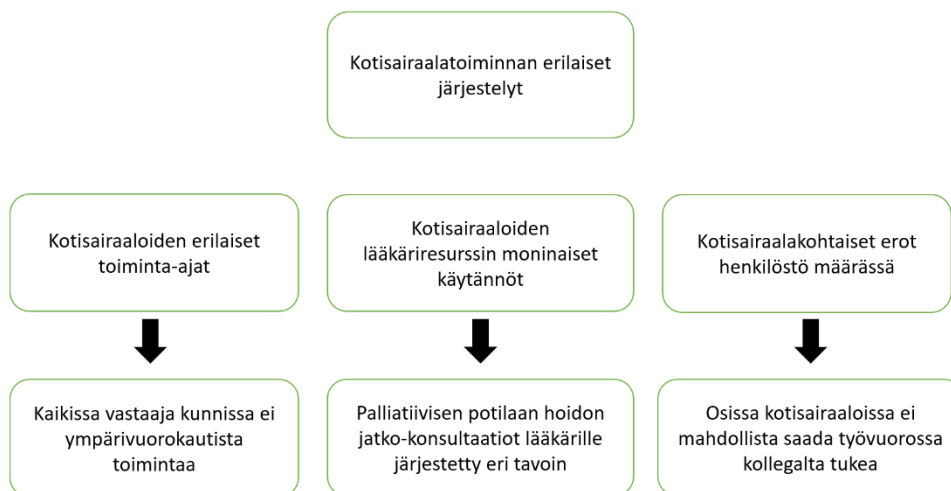 Kotisairaalatoiminnan erilaiset
järjestelyt
Kotisairaaloiden erilaiset
toiminta-ajat
Kotisairaaloiden
lääkäriresurssin moninaiset
käytännöt
Kotisairaalakohtaiset erot
henkilöstö määrässä
Kaikissa vastaaja kunnissa ei
ympärivuorokautista
toimintaa
Palliatiivisen potilaan hoidon
jatko-konsultaatiot lääkärille
järjestetty eri tavoin
Osissa kotisairaaloissa ei
mahdollista saada työvuorossa
kollegalta tukea